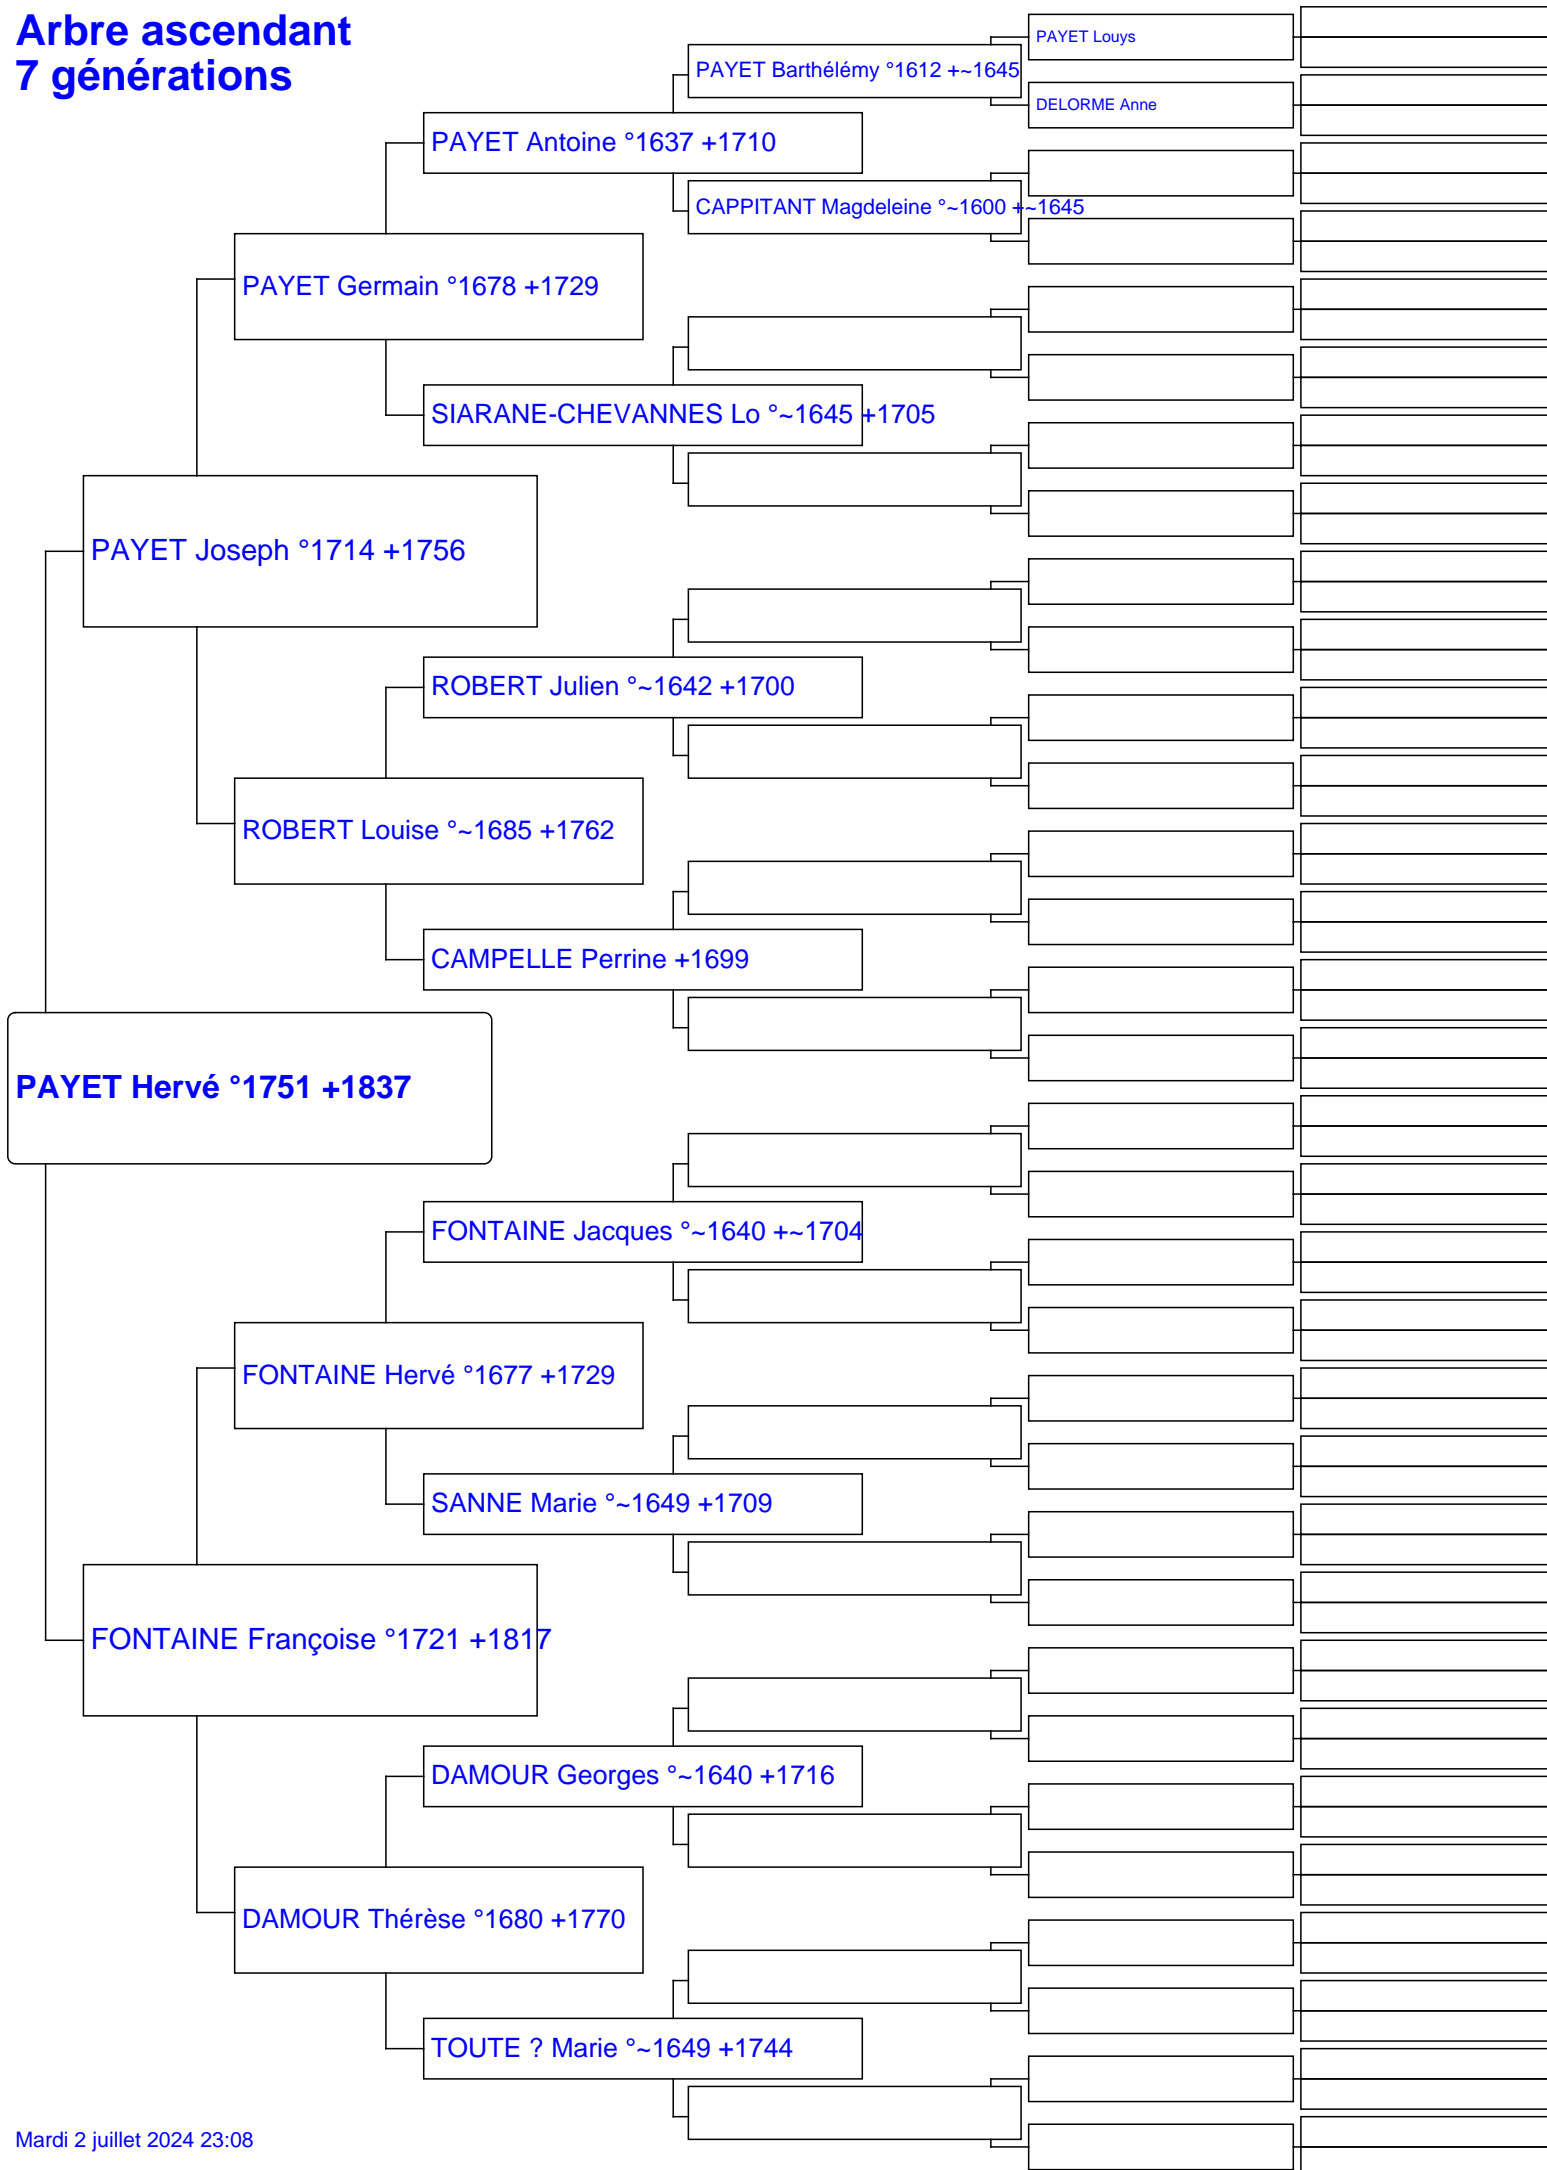 Arbre ascendant
7 générations
PAYET Louys
PAYET Barthélémy °1612 +~1645
DELORME Anne
PAYET Antoine °1637 +1710
CAPPITANT Magdeleine °~1600 +~1645
PAYET Germain °1678 +1729
SIARANE-CHEVANNES Lo °~1645 +1705
PAYET Joseph °1714 +1756
ROBERT Julien °~1642 +1700
ROBERT Louise °~1685 +1762
CAMPELLE Perrine +1699
PAYET Hervé °1751 +1837
FONTAINE Jacques °~1640 +~1704
FONTAINE Hervé °1677 +1729
SANNE Marie °~1649 +1709
FONTAINE Françoise °1721 +1817
DAMOUR Georges °~1640 +1716
DAMOUR Thérèse °1680 +1770
TOUTE ? Marie °~1649 +1744
Mardi 2 juillet 2024 23:08